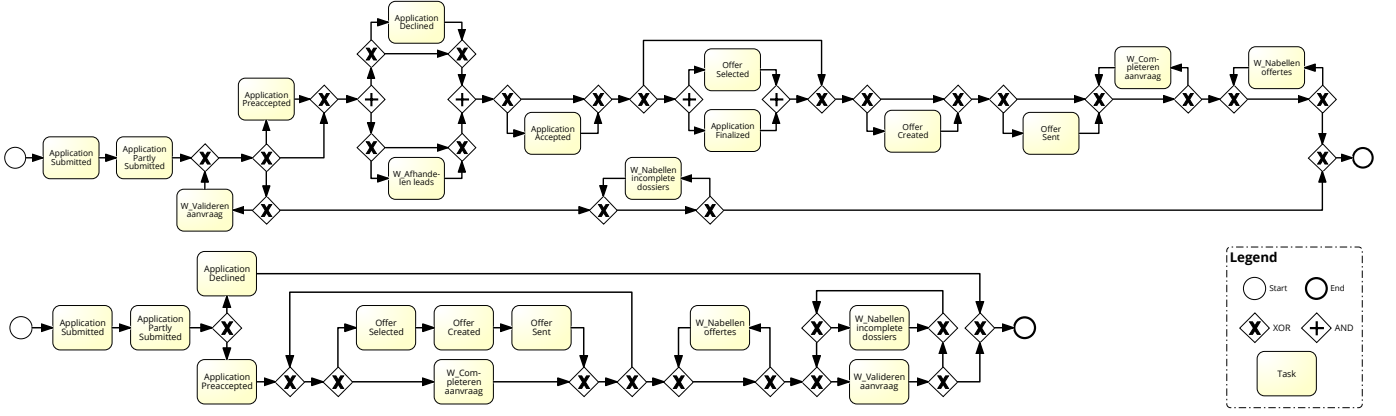 Application
Declined
W_Com-
pleteren
aanvraag
W_Nabellen
offertes
Offer
Selected
Application
Preaccepted
Application
Accepted
Application
Finalized
Offer
Created
Offer
Sent
Application
Submitted
Application
Partly
Submitted
W_Afhande-
len leads
W_Nabellen
incomplete
dossiers
W_Valideren
aanvraag
Application
Declined
Application
Submitted
Application
Partly
Submitted
Offer
Selected
Offer
Created
Offer
Sent
W_Nabellen
offertes
W_Nabellen
incomplete
dossiers
Application
Preaccepted
W_Com-
pleteren
aanvraag
W_Valideren
aanvraag
Legend
Start
End
XOR
AND
Task